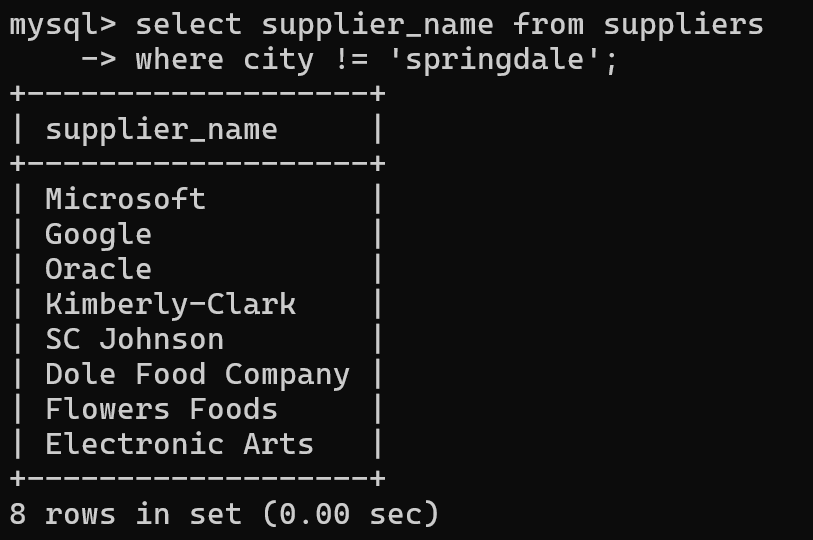 mysql> select supplier_name from suppliers
    -> where city != 'springdale';
+-------------------+
| supplier_name     |
+-------------------+
| Microsoft         |
| Google            |
| Oracle            |
| Kimberly-Clark    |
| SC Johnson        |
| Dole Food Company |
| Flowers Foods     |
| Electronic Arts   |
+-------------------+
8 rows in set (0.00 sec)